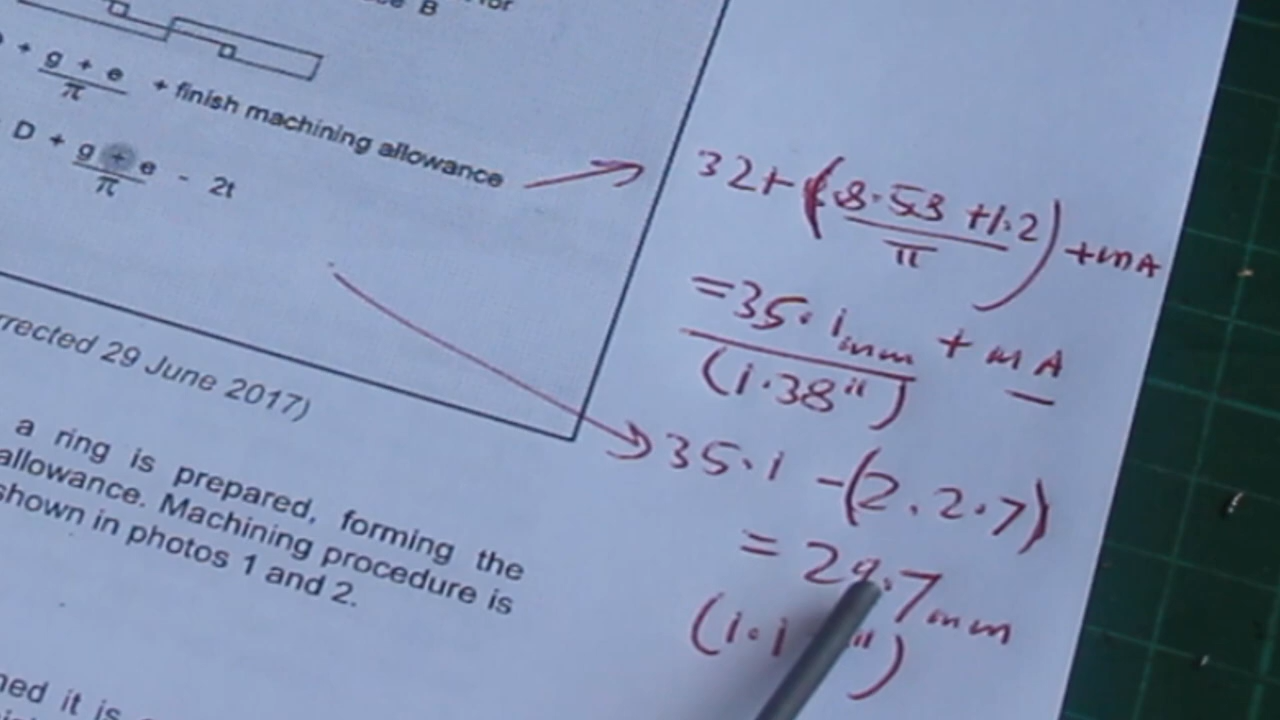 B
+ g + e / π + finish machining allowance
D + g + e / π - 2t
29 June 2017)
a ring is prepared, forming the
allowance. Machining procedure is
shown in photos 1 and 2.
it is
32+(8.53 +1.2 / π) +mA
=35.1mm + mA
(1.38")
35.1 -(2.2.7)
= 29.7mm